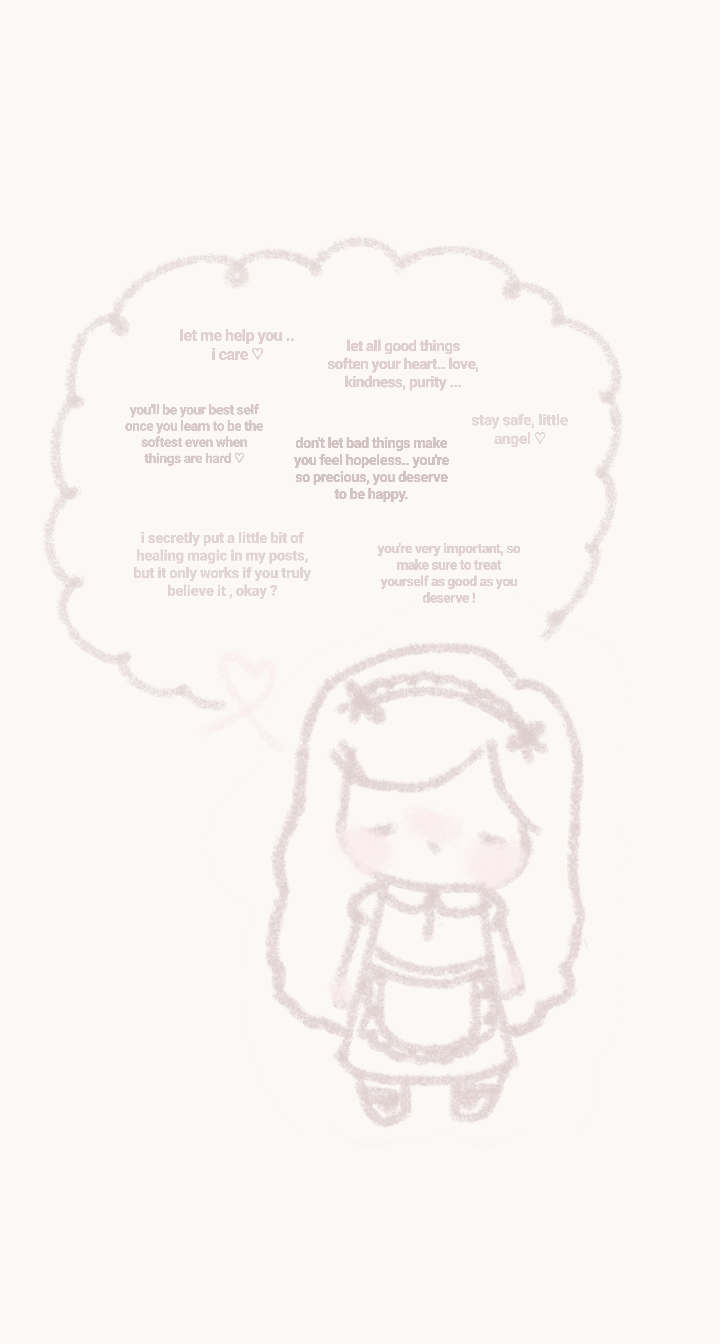 let me help you ..
i care ♡
let all good things
soften your heart.. love,
kindness, purity ...
you'll be your best self
once you learn to be the
softest even when
things are hard ♡
stay safe, little
angel ♡
don't let bad things make
you feel hopeless.. you're
so precious, you deserve
to be happy.
i secretly put a little bit of
healing magic in my posts,
but it only works if you truly
believe it , okay ?
you're very important, so
make sure to treat
yourself as good as you
deserve !